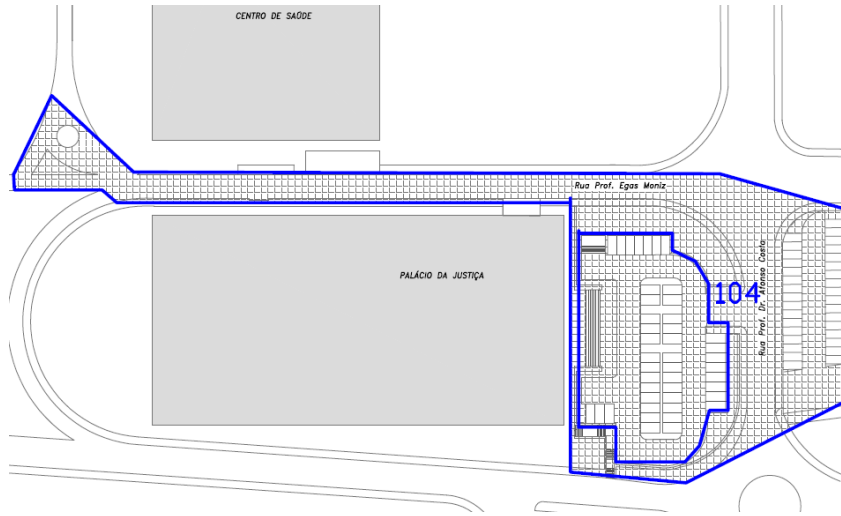 CENTRO DE SAÚDE
Rua Prof. Egas Moniz
PALÁCIO DA JUSTIÇA
104
Rua Prof. Dr. Afonso Costa